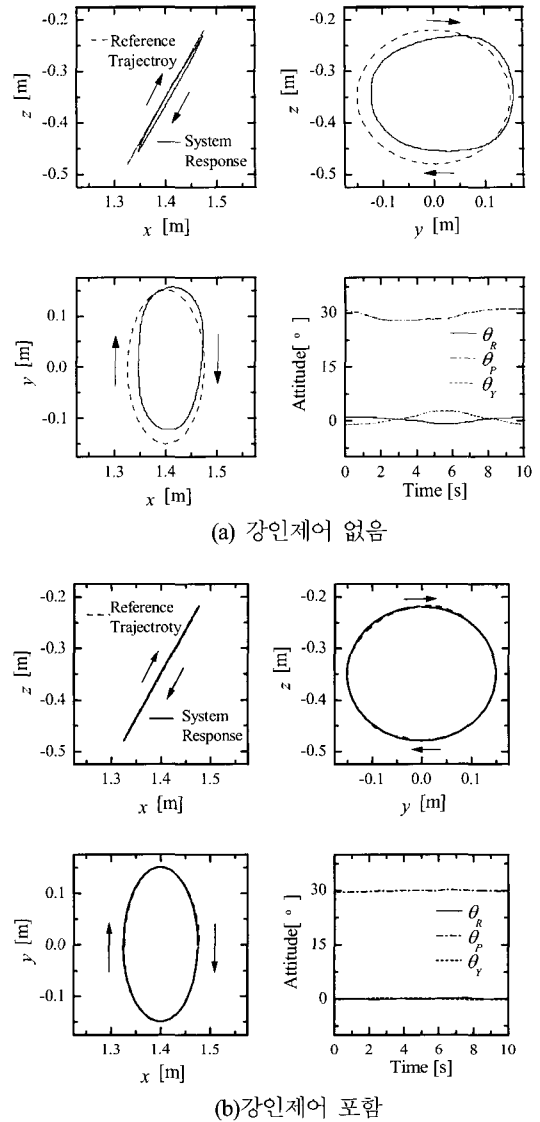 -0.2
-0.3
-0.4
-0.5
z [m]
Reference
Trajectroy
System
Response
1.3
1.4
1.5
x [m]
-0.2
-0.3
-0.4
-0.5
z [m]
-0.1
0.0
0.1
y [m]
0.1
0.0
-0.1
y [m]
1.3
1.4
1.5
x [m]
30
15
0
Attitude[ ° ]
θR
θP
θY
0
2
4
6
8
10
Time [s]
(a) 강인제어 없음
-0.2
-0.3
-0.4
-0.5
z [m]
Reference
Trajectroty
System
Response
1.3
1.4
1.5
x [m]
-0.2
-0.3
-0.4
-0.5
z [m]
-0.1
0.0
0.1
y [m]
0.1
0.0
-0.1
y [m]
1.3
1.4
1.5
x [m]
30
15
0
Attitude[ ° ]
θR
θP
θY
0
2
4
6
8
10
Time [s]
(b)강인제어 포함